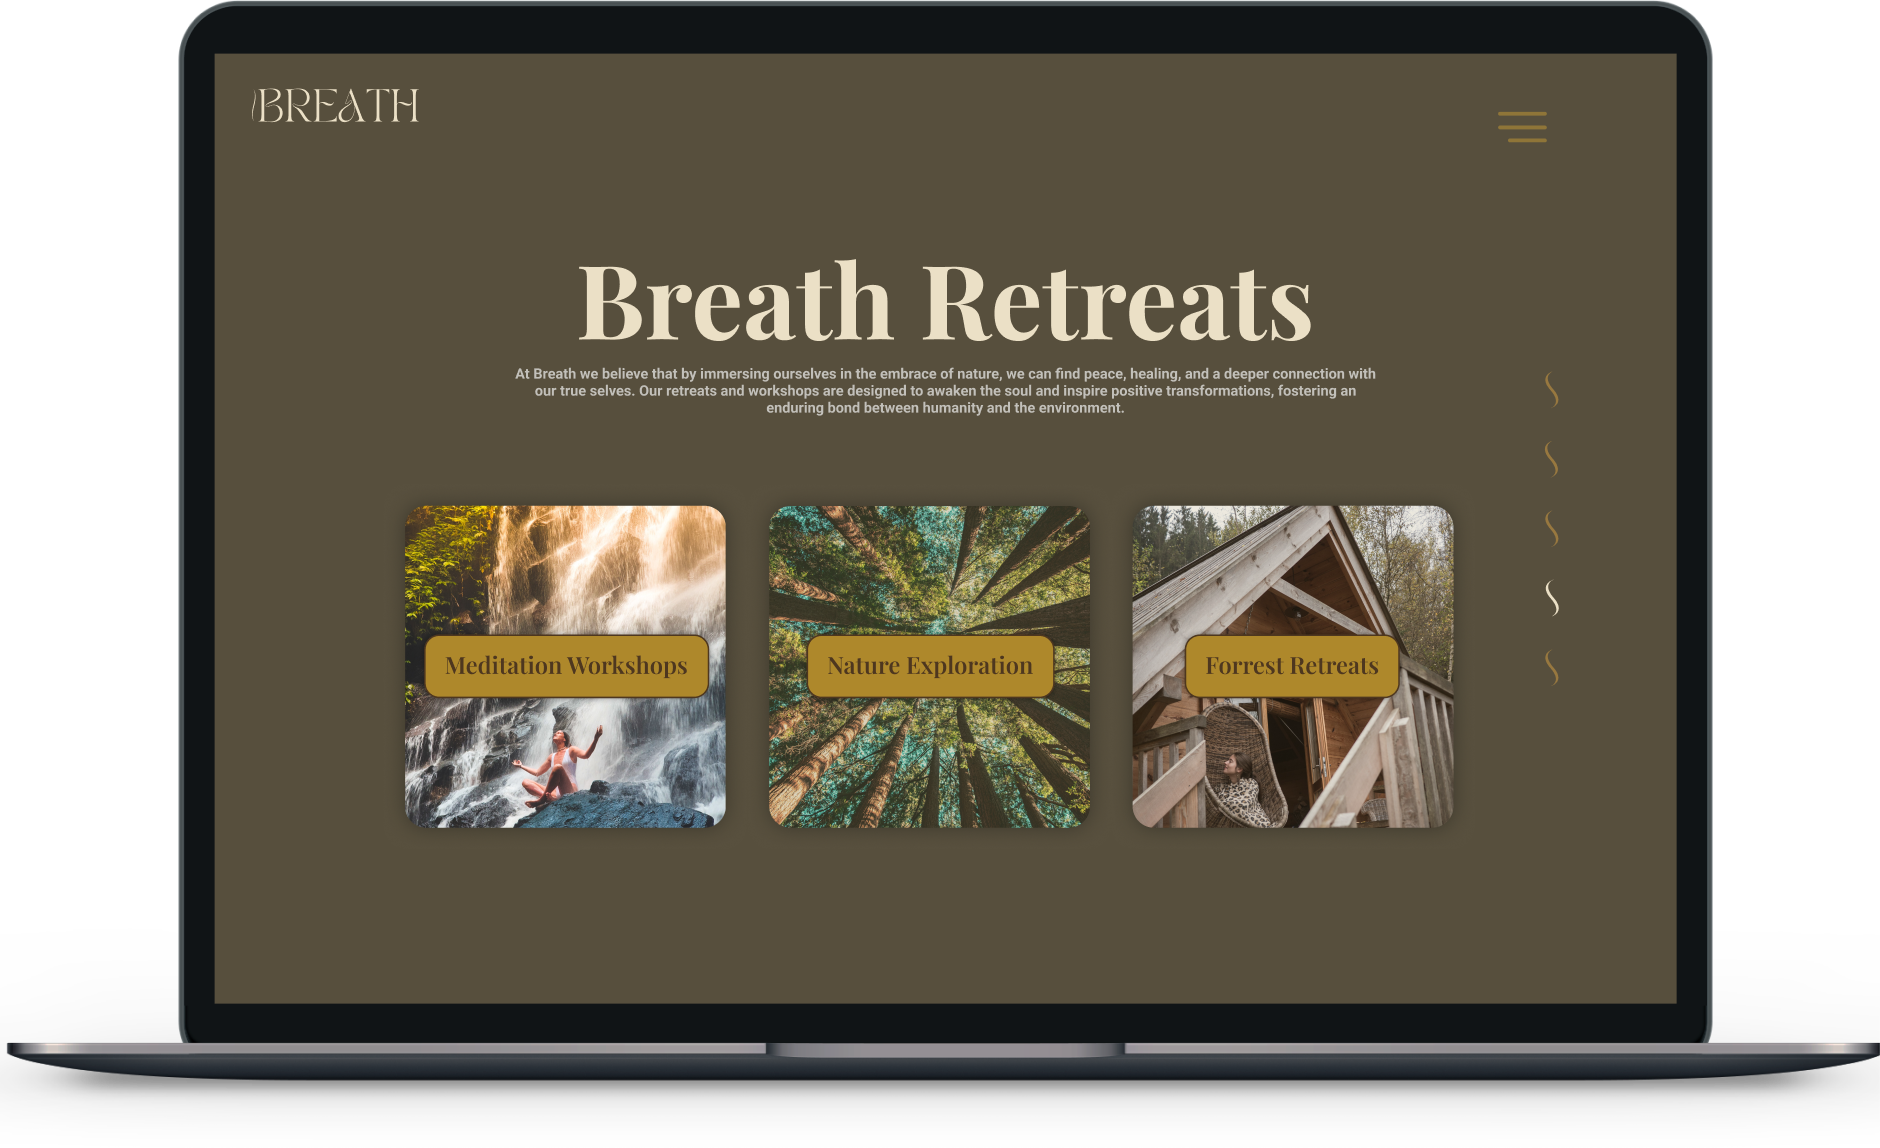 BREATH
Breath Retreats
At Breath we believe that by immersing ourselves in the embrace of nature, we can find peace, healing, and a deeper connection with
our true selves. Our retreats and workshops are designed to awaken the soul and inspire positive transformations, fostering an
enduring bond between humanity and the environment.
Meditation Workshops
Nature Exploration
Forrest Retreats